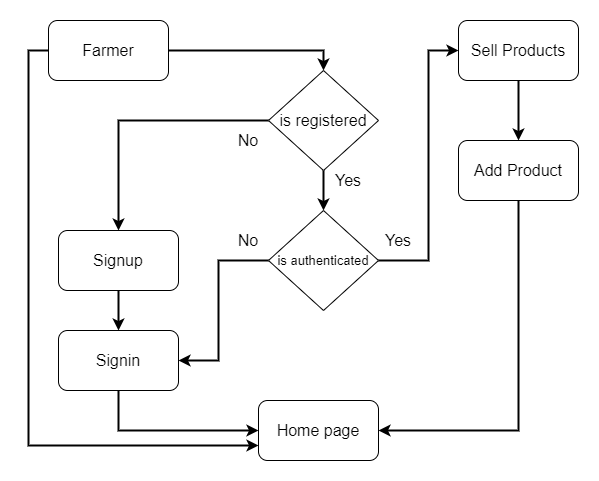 Farmer
Sell Products
is registered
No
Add Product
Yes
No
Yes
Signup
is authenticated
Signin
Home page